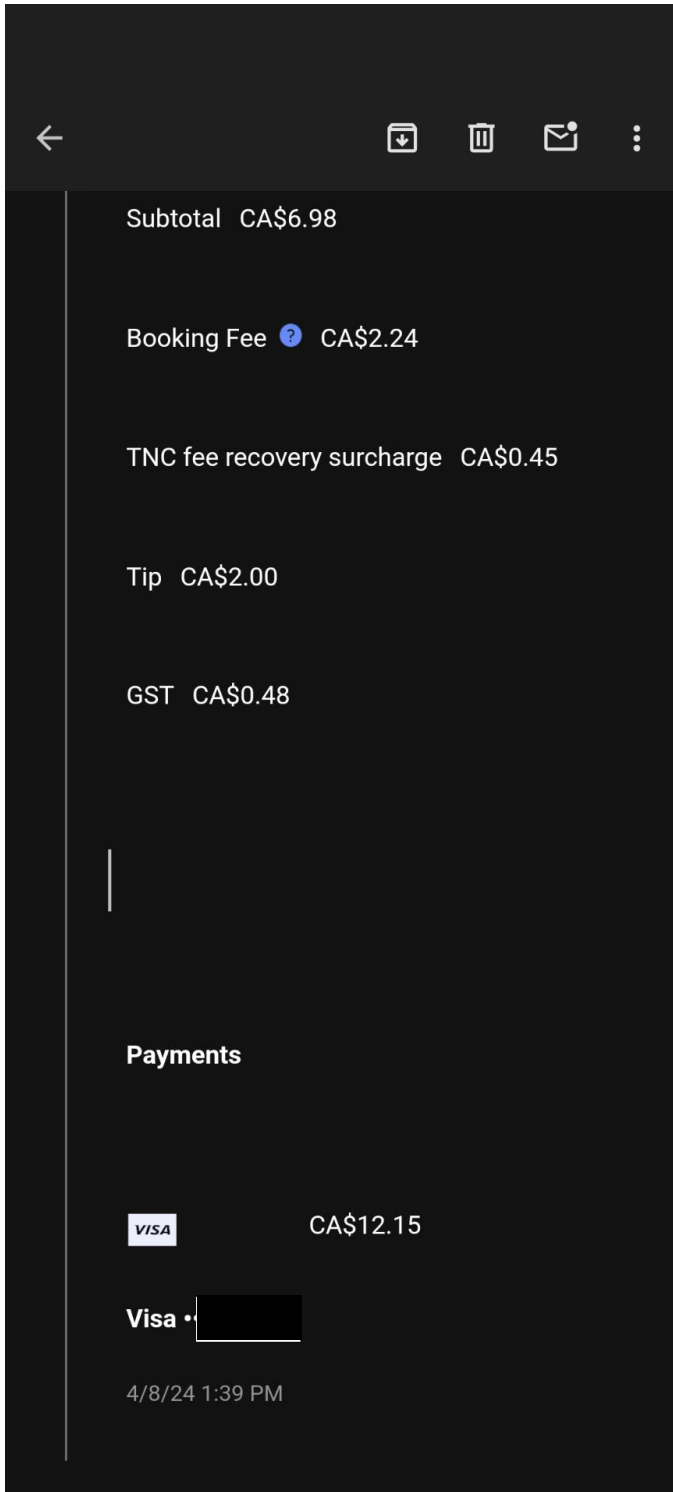 Subtotal CA$6.98
Booking Fee ? CA$2.24
TNC fee recovery surcharge CA$0.45
Tip CA$2.00
GST CA$0.48
Payments
VISA CA$12.15
Visa ••
4/8/24 1:39 PM